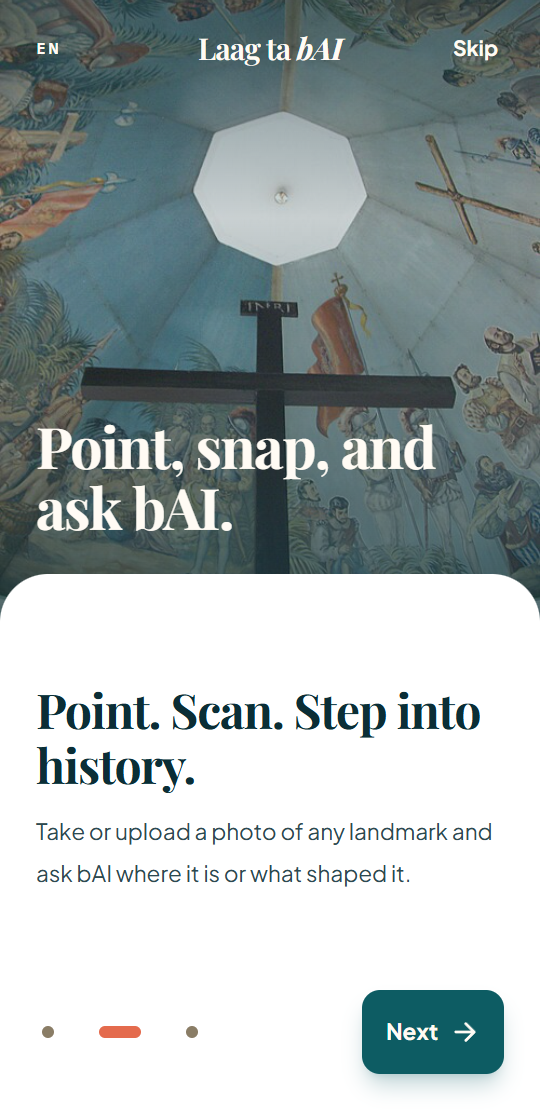 EN
Laag ta bAI
Skip
INRI
Point, snap, and
ask bAI.
Point. Scan. Step into
history.
Take or upload a photo of any landmark and
ask bAI where it is or what shaped it.
Next